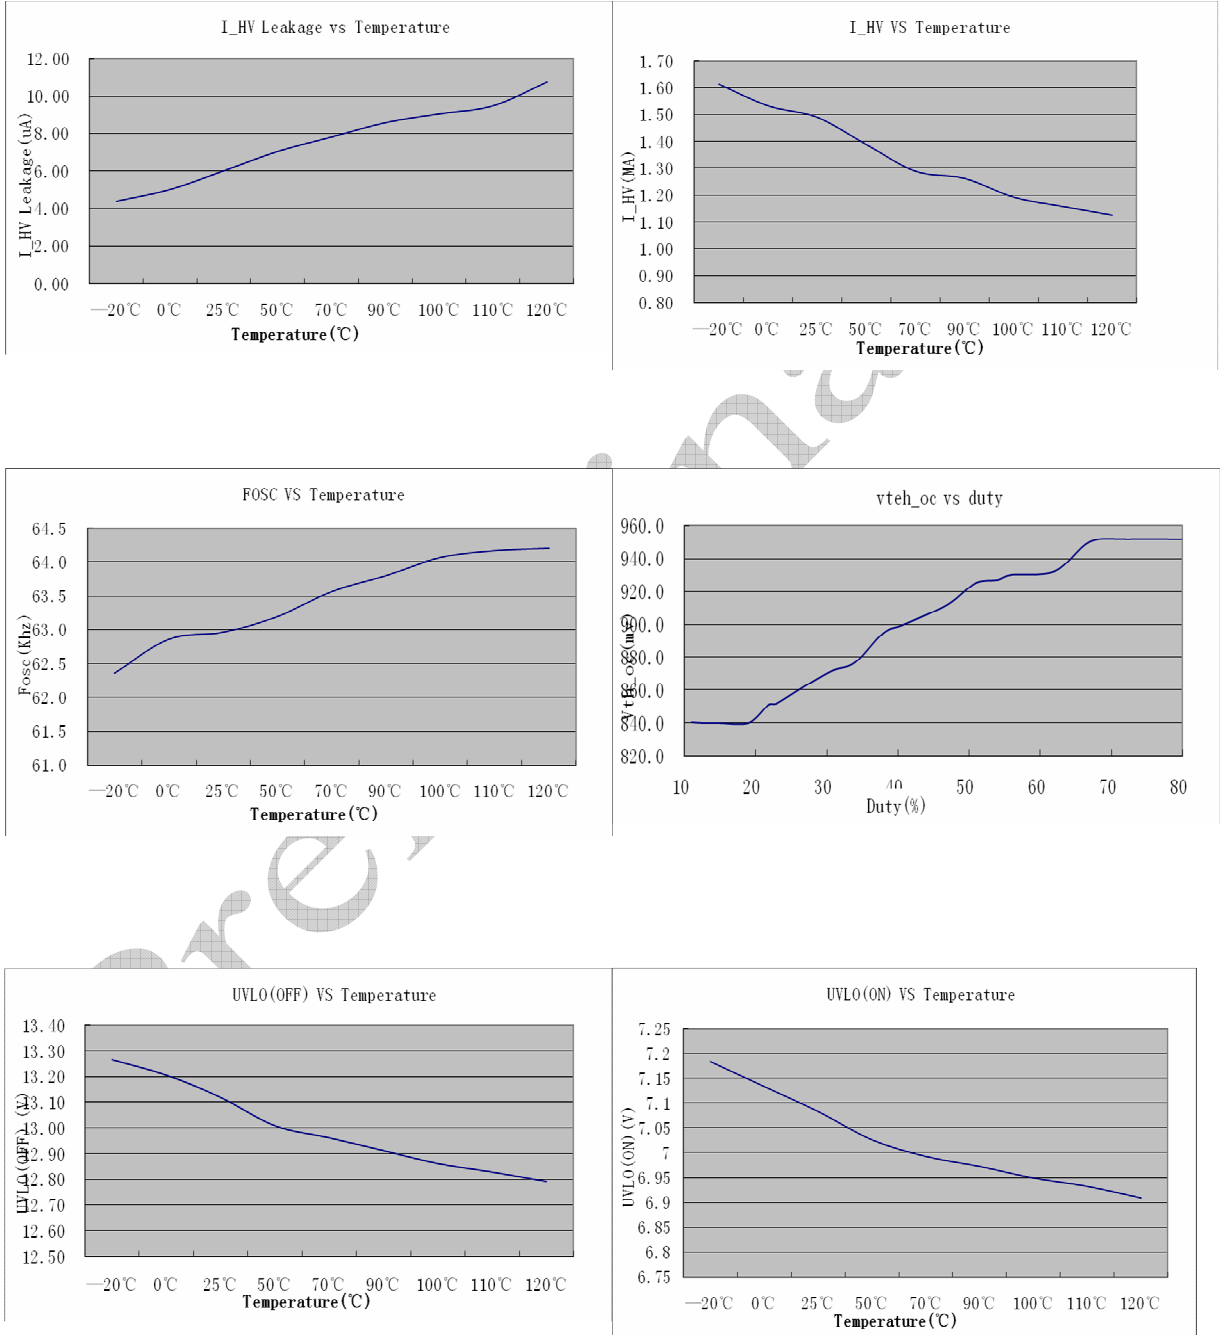 I_HV Leakage vs Temperature
I_HV Leakage(uA)
12.00
10.00
8.00
6.00
4.00
2.00
0.00
—20℃ 0℃ 25℃ 50℃ 70℃ 90℃ 100℃ 110℃ 120℃
Temperature(℃)
I_HV VS Temperature
I_HV(MA)
1.70
1.60
1.50
1.40
1.30
1.20
1.10
1.00
0.90
0.80
—20℃ 0℃ 25℃ 50℃ 70℃ 90℃ 100℃ 110℃ 120℃
Temperature(℃)
FOSC VS Temperature
Fosc(Khz)
64.5
64.0
63.5
63.0
62.5
62.0
61.5
61.0
—20℃ 0℃ 25℃ 50℃ 70℃ 90℃ 100℃ 110℃ 120℃
Temperature(℃)
vteh_oc vs duty
960.0
940.0
920.0
900.0
880.0
860.0
840.0
820.0
10 20 30 40 50 60 70 80
Duty(%)
UVLO(OFF) VS Temperature
UVLO(OFF) (V)
13.40
13.30
13.20
13.10
13.00
12.90
12.80
12.70
12.60
12.50
—20℃ 0℃ 25℃ 50℃ 70℃ 90℃ 100℃ 110℃ 120℃
Temperature(℃)
UVLO(ON) VS Temperature
UVLO(ON)(V)
7.25
7.2
7.15
7.1
7.05
7
6.95
6.9
6.85
6.8
6.75
—20℃ 0℃ 25℃ 50℃ 70℃ 90℃ 100℃ 110℃ 120℃
Temperature(℃)